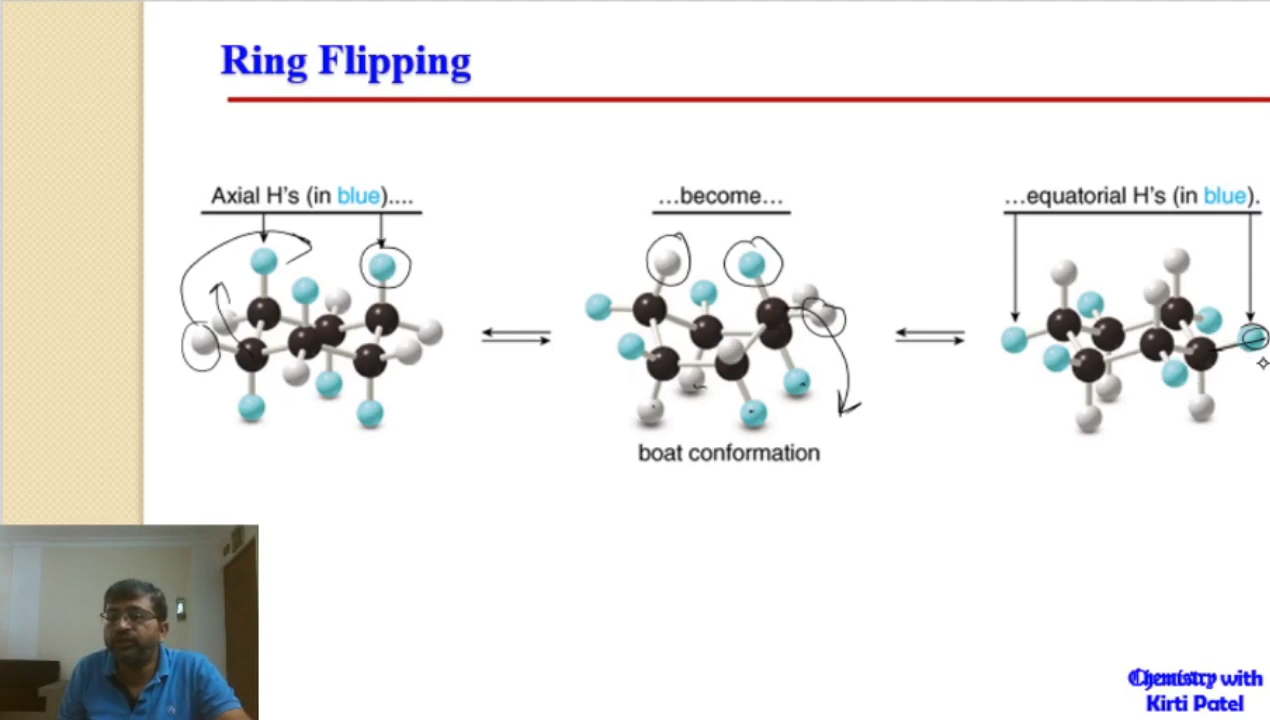 Ring Flipping
Axial H's (in blue)....
...become...
...equatorial H's (in blue).
boat conformation
Chemistry with
Kirti Patel